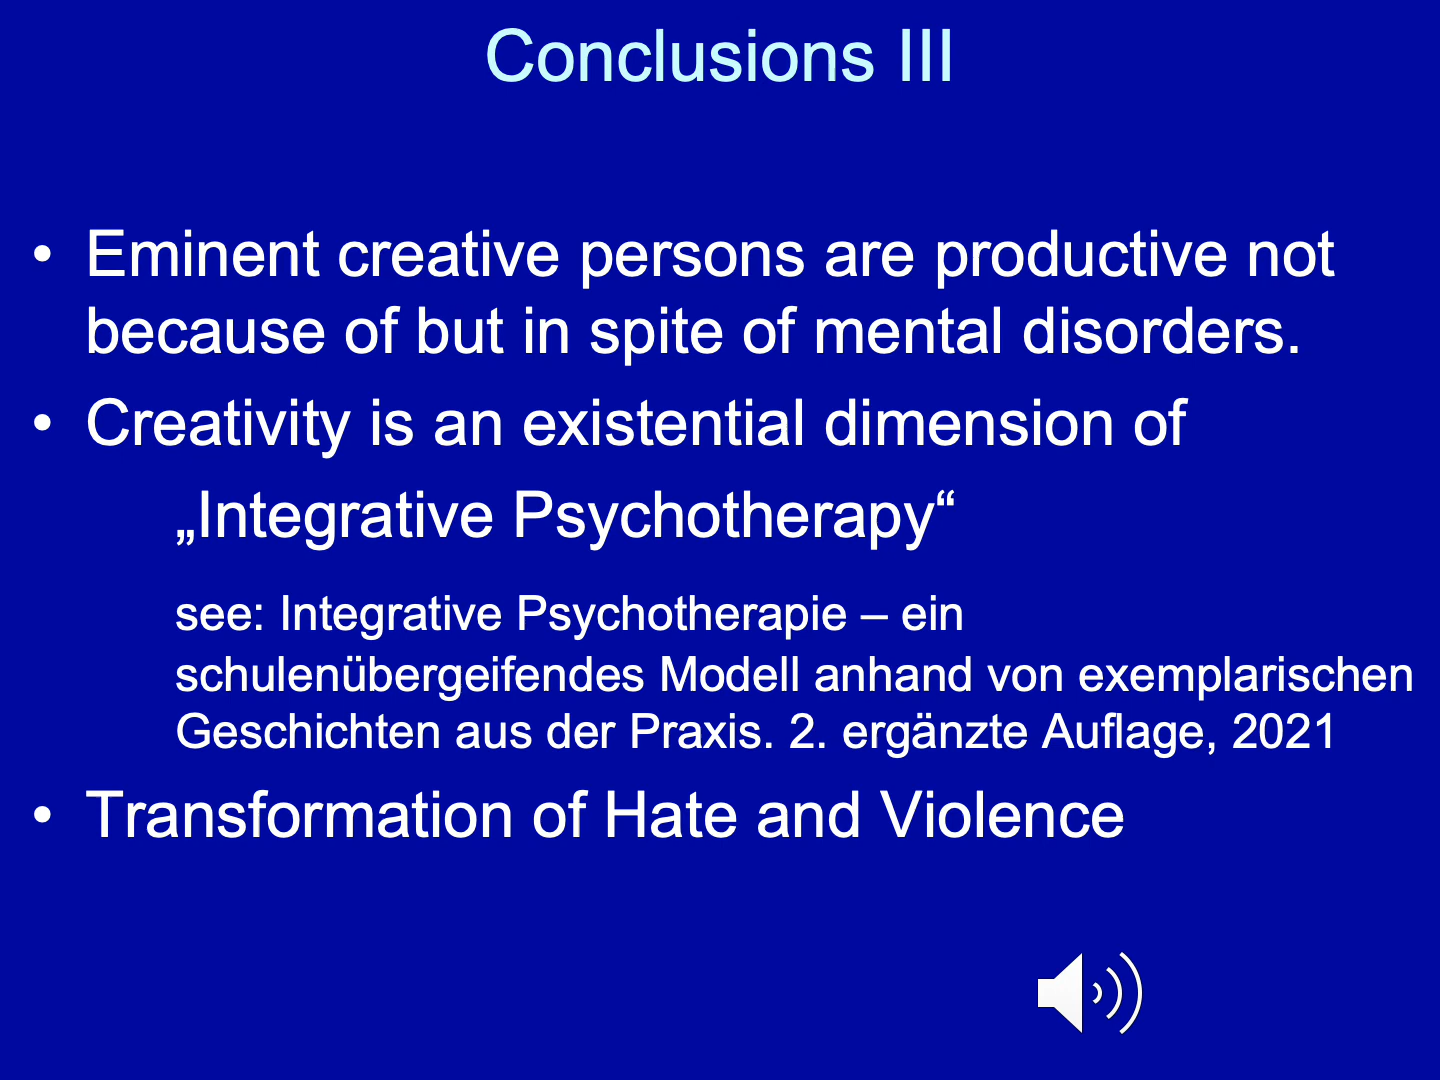 Conclusions III
• Eminent creative persons are productive not
because of but in spite of mental disorders.
• Creativity is an existential dimension of
„Integrative Psychotherapy“
see: Integrative Psychotherapie – ein
schulenübergeifendes Modell anhand von exemplarischen
Geschichten aus der Praxis. 2. ergänzte Auflage, 2021
• Transformation of Hate and Violence